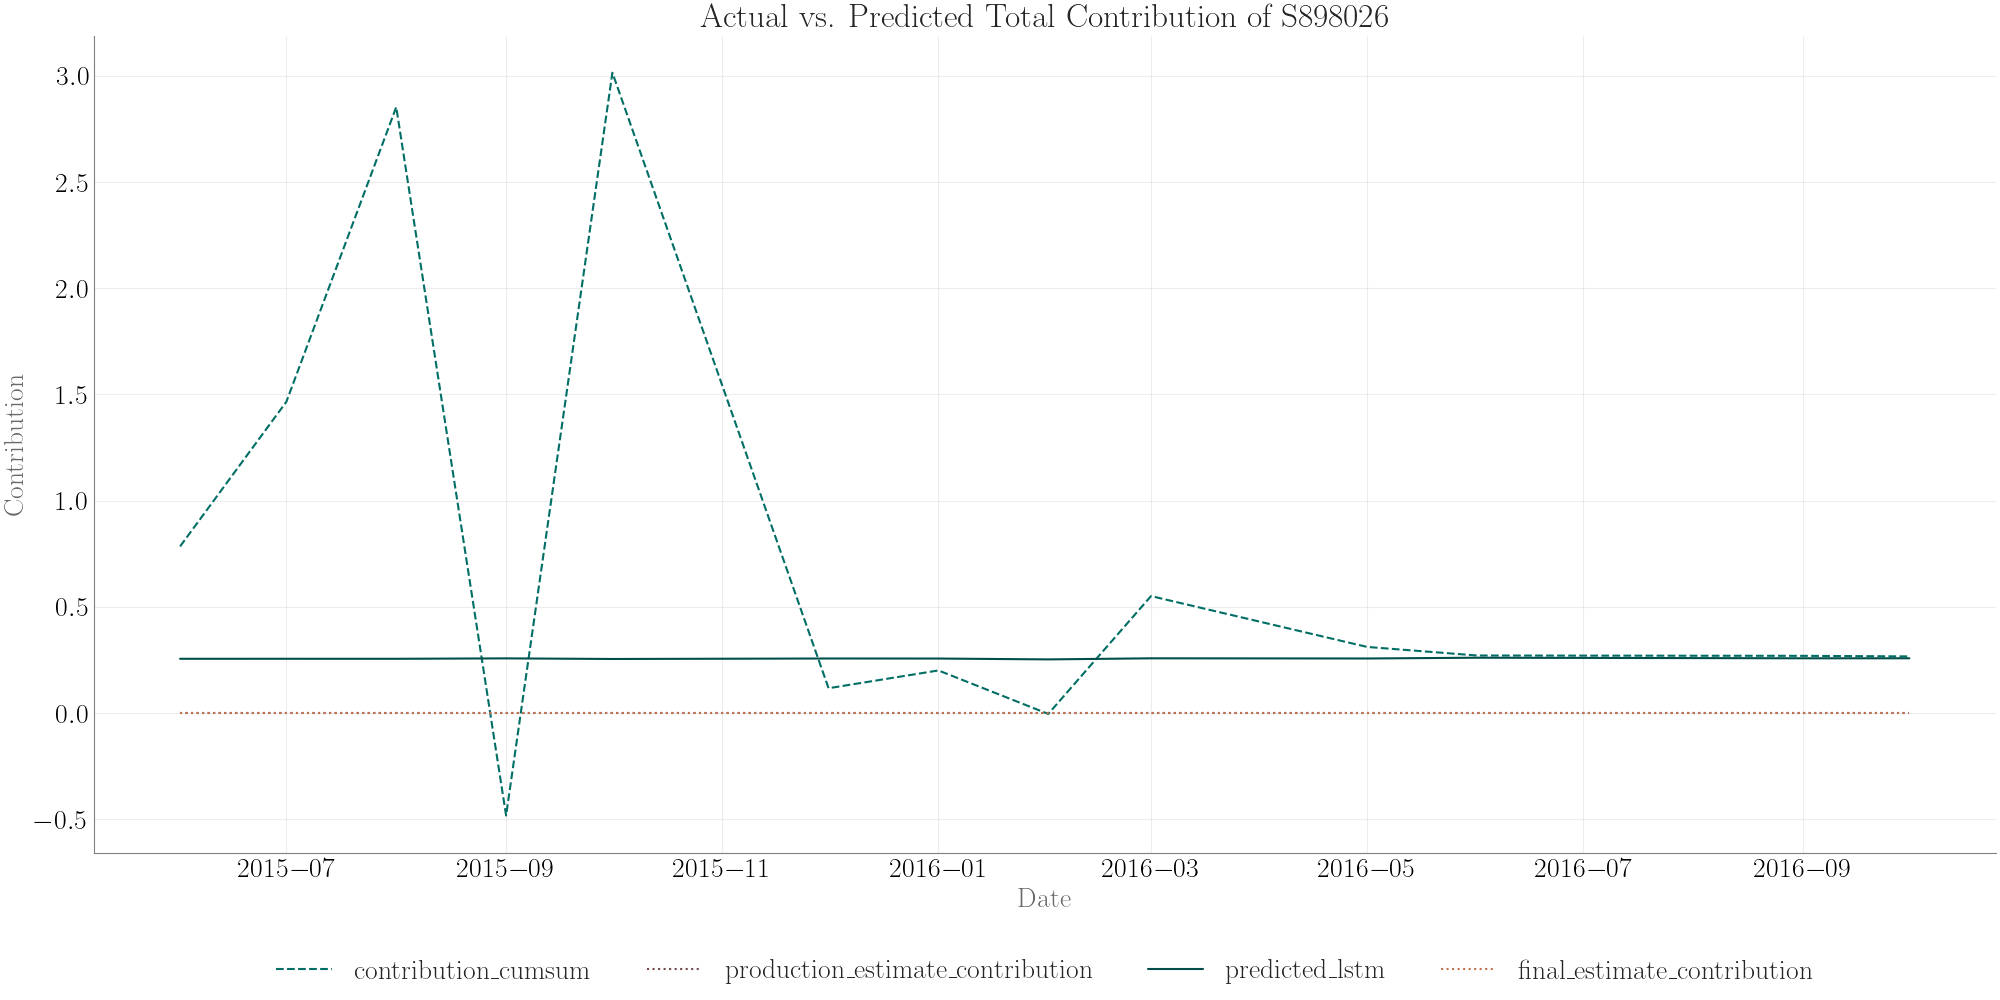 Actual vs. Predicted Total Contribution of S898026
3.0
2.5
2.0
1.5
1.0
0.5
0.0
−0.5
Contribution
2015−07 2015−09 2015−11 2016−01 2016−03 2016−05 2016−07 2016−09
Date
contribution_cumsum production_estimate_contribution predicted_lstm final_estimate_contribution